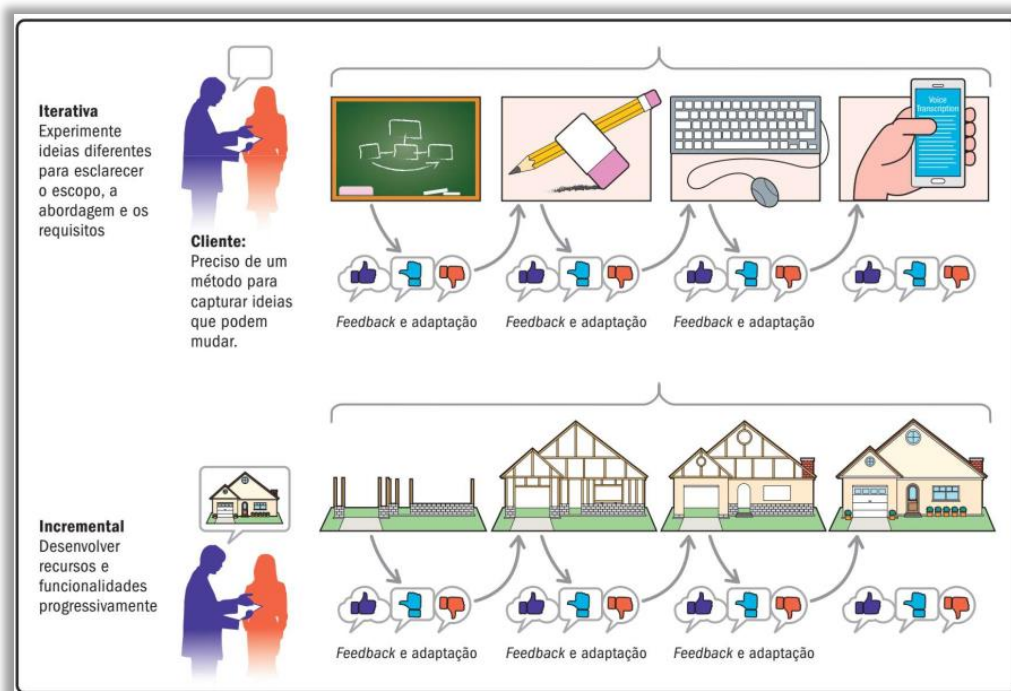 Iterativa
Experimente
ideias diferentes
para esclarecer
o escopo, a
abordagem e os
requisitos
Cliente:
Preciso de um
método para
capturar ideias
que podem
mudar.
Voice
Transcription
Feedback e adaptação
Feedback e adaptação
Feedback e adaptação
Incremental
Desenvolver
recursos e
funcionalidades
progressivamente
Feedback e adaptação
Feedback e adaptação
Feedback e adaptação